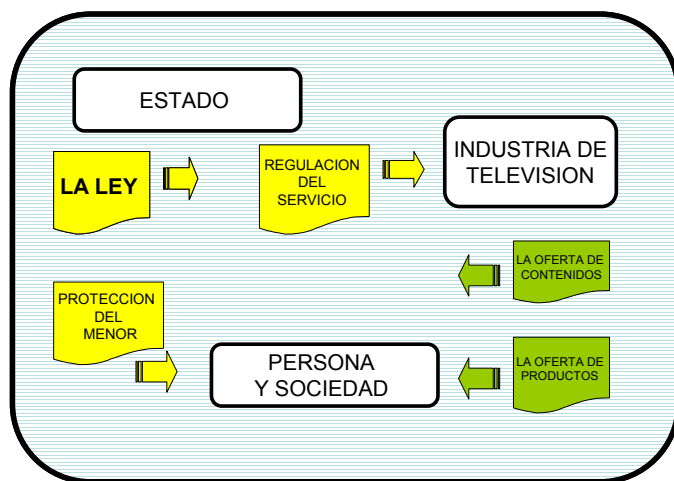 ESTADO
LA LEY
REGULACION
DEL
SERVICIO
INDUSTRIA DE
TELEVISION
LA OFERTA DE
CONTENIDOS
PROTECCION
DEL
MENOR
PERSONA
Y SOCIEDAD
LA OFERTA DE
PRODUCTOS